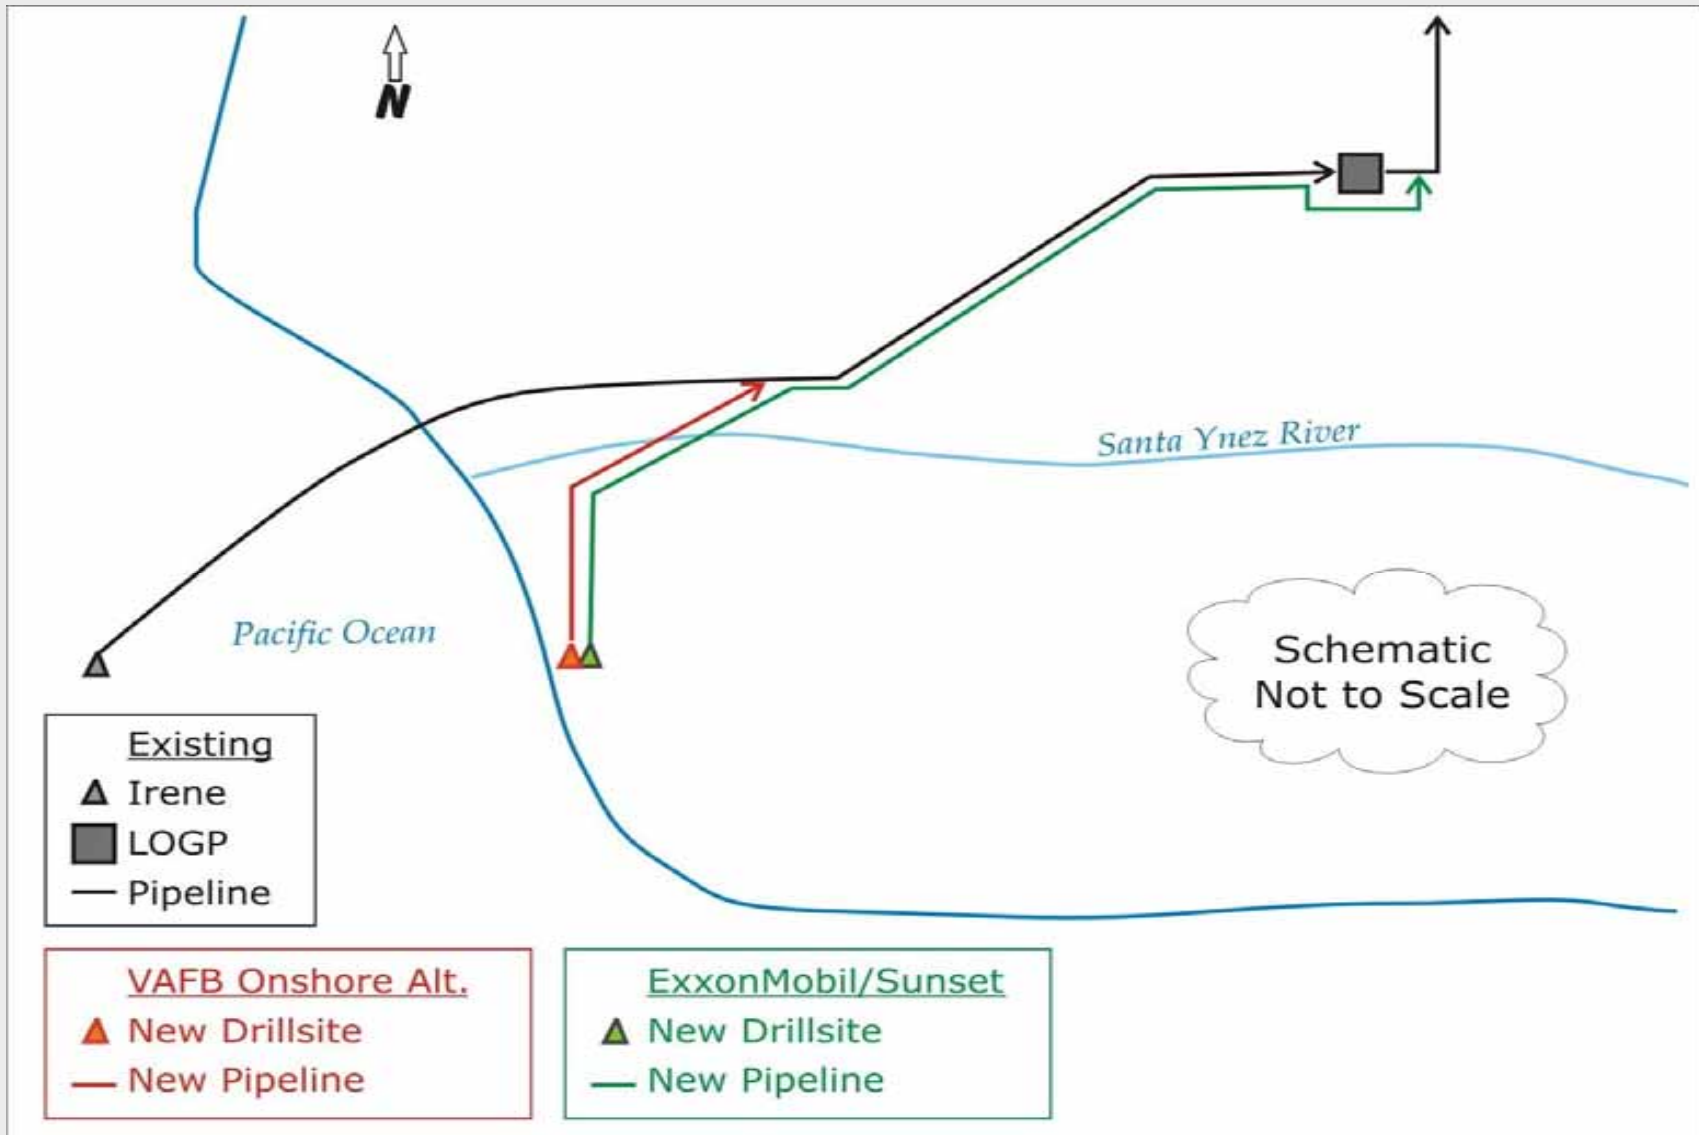 N
Santa Ynez River
Pacific Ocean
Schematic
Not to Scale
Existing
Irene
LOGP
Pipeline
VAFB Onshore Alt.
New Drillsite
New Pipeline
ExxonMobil/Sunset
New Drillsite
New Pipeline